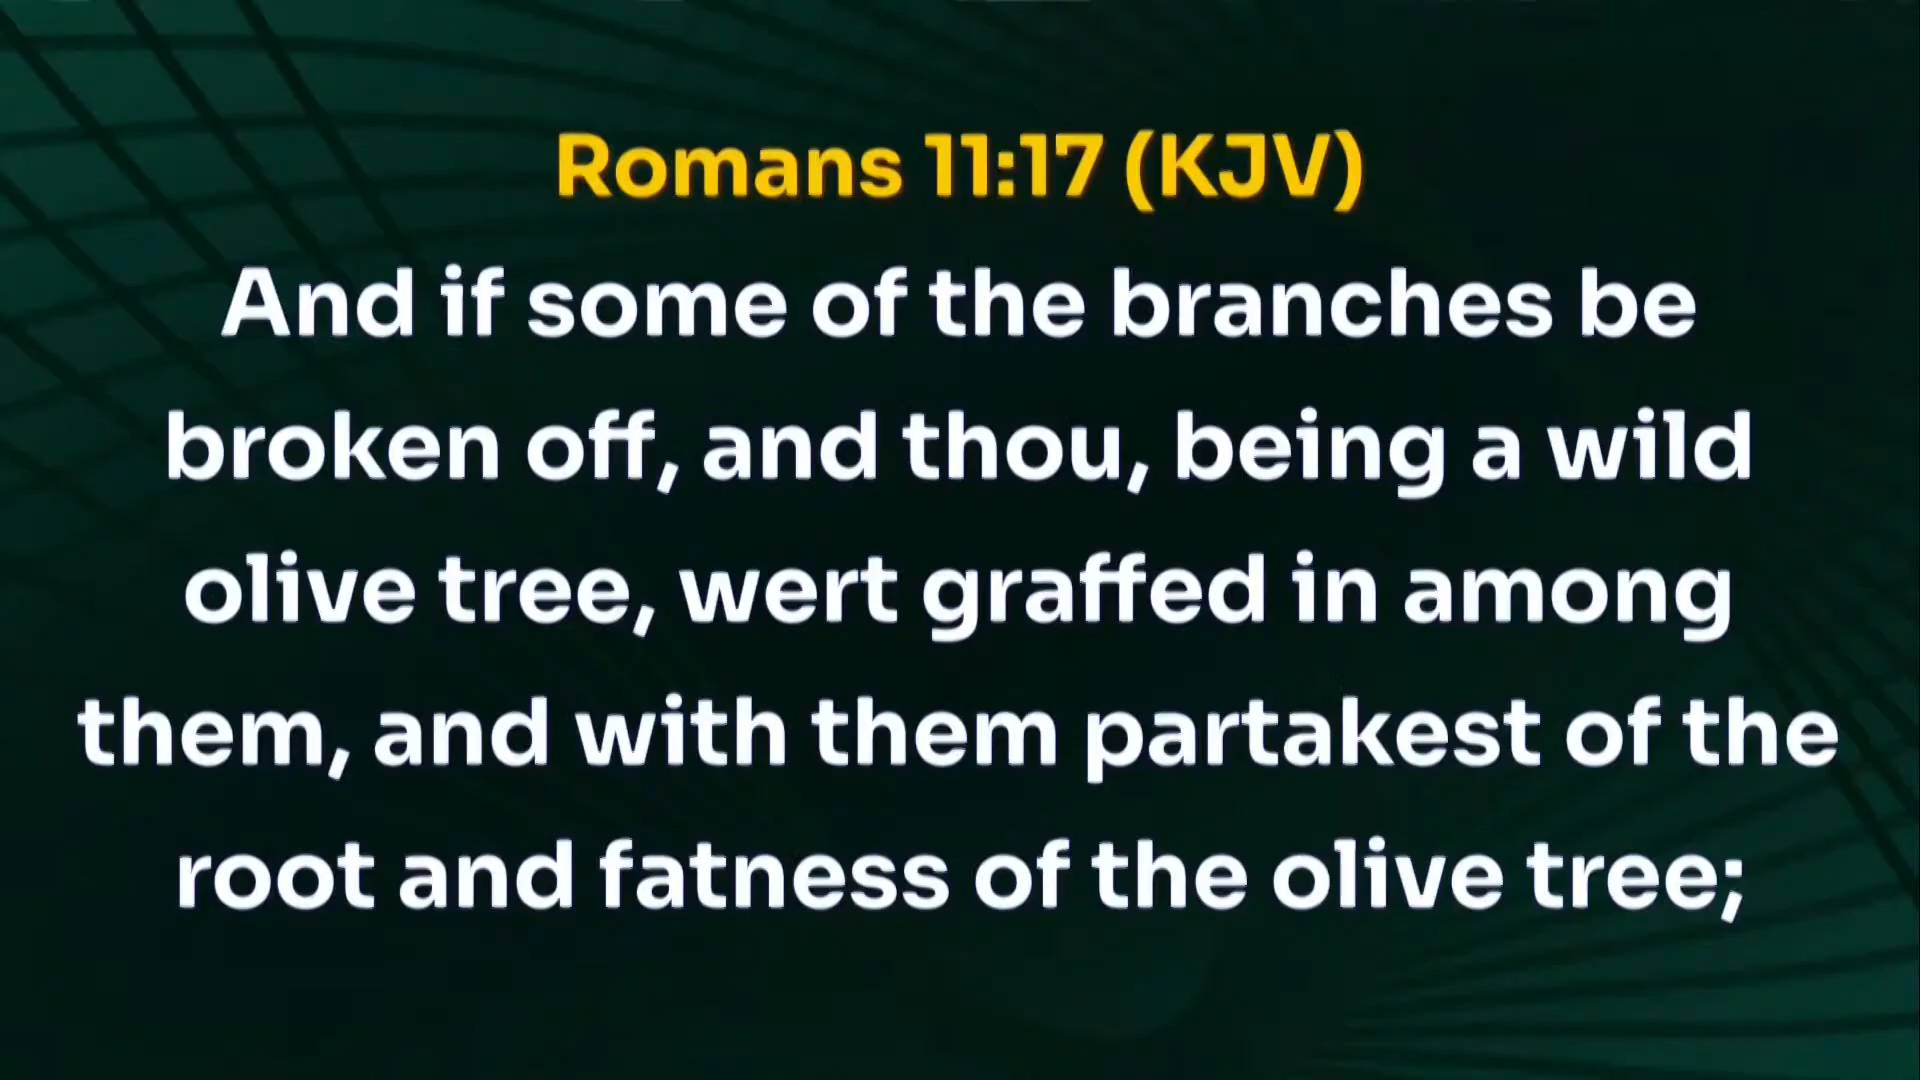 Romans 11:17 (KJV)
And if some of the branches be
broken off, and thou, being a wild
olive tree, wert graffed in among
them, and with them partakest of the
root and fatness of the olive tree;